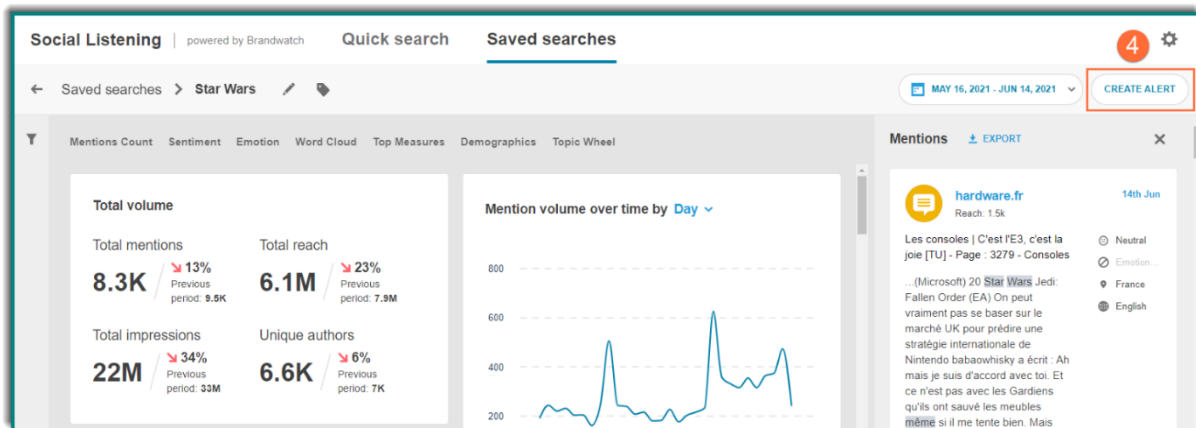 Social Listening | powered by Brandwatch Quick search Saved searches
4
Saved searches > Star Wars
MAY 16, 2021 - JUN 14, 2021
CREATE ALERT
Mentions Count Sentiment Emotion Word Cloud Top Measures Demographics Topic Wheel
Total volume
Total mentions
8.3K
13%
Previous
period: 9.5K
Total reach
6.1M
23%
Previous
period: 7.9M
Total impressions
22M
34%
Previous
period: 33M
Unique authors
6.6K
6%
Previous
period: 7K
Mention volume over time by Day
800
600
400
200
Mentions EXPORT
hardware.fr
14th Jun
Reach: 1.5k
Les consoles | C'est l'E3, c'est la
joie [TU] - Page : 3279 - Consoles
...(Microsoft) 20 Star Wars Jedi:
Fallen Order (EA) On peut
vraiment pas se baser sur le
marché UK pour prédire une
stratégie internationale de
Nintendo babaowhisky a écrit : Ah
mais je suis d'accord avec toi. Et
ce n'est pas avec les Gardiens
qu'ils ont sauvé les meubles
même si il me tente bien. Mais
Neutral
Emotion...
France
English